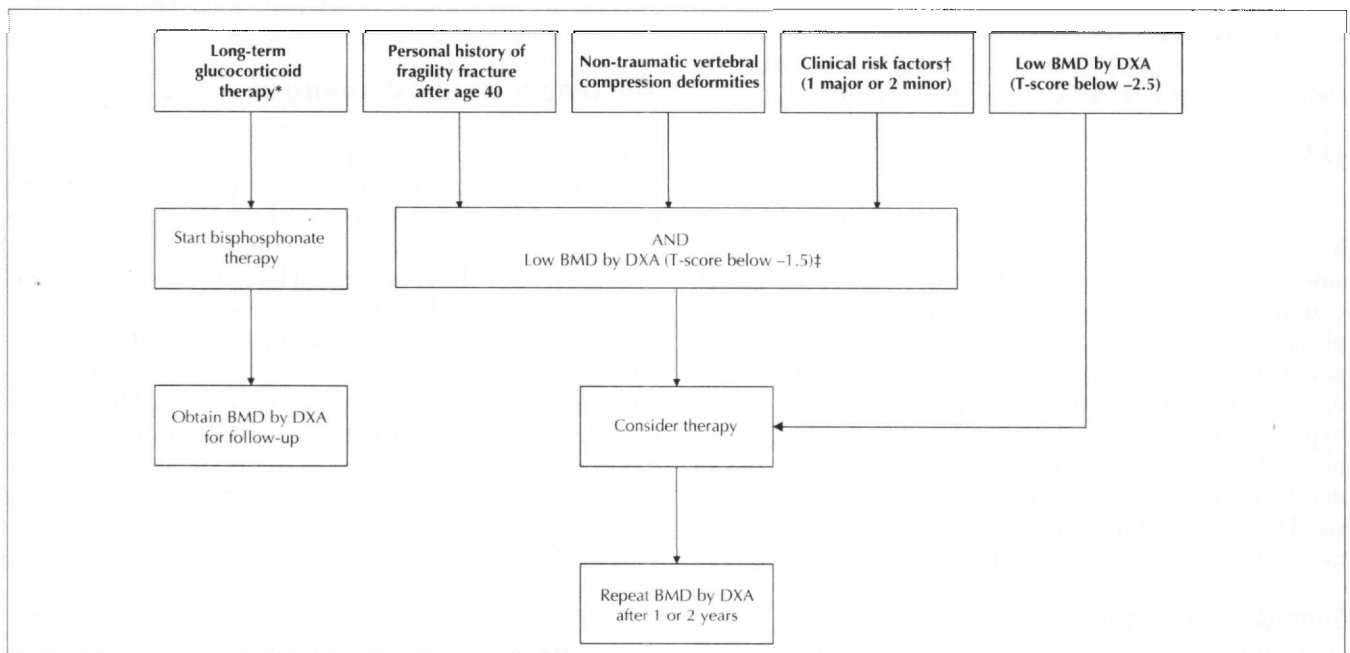 Long-term
glucocorticoid
therapy*
Personal history of
fragility fracture
after age 40
Non-traumatic vertebral
compression deformities
Clinical risk factors†
(1 major or 2 minor)
Low BMD by DXA
(T-score below –2.5)
Start bisphosphonate
therapy
AND
Low BMD by DXA (T-score below –1.5)‡
Obtain BMD by DXA
for follow-up
Consider therapy
Repeat BMD by DXA
after 1 or 2 years